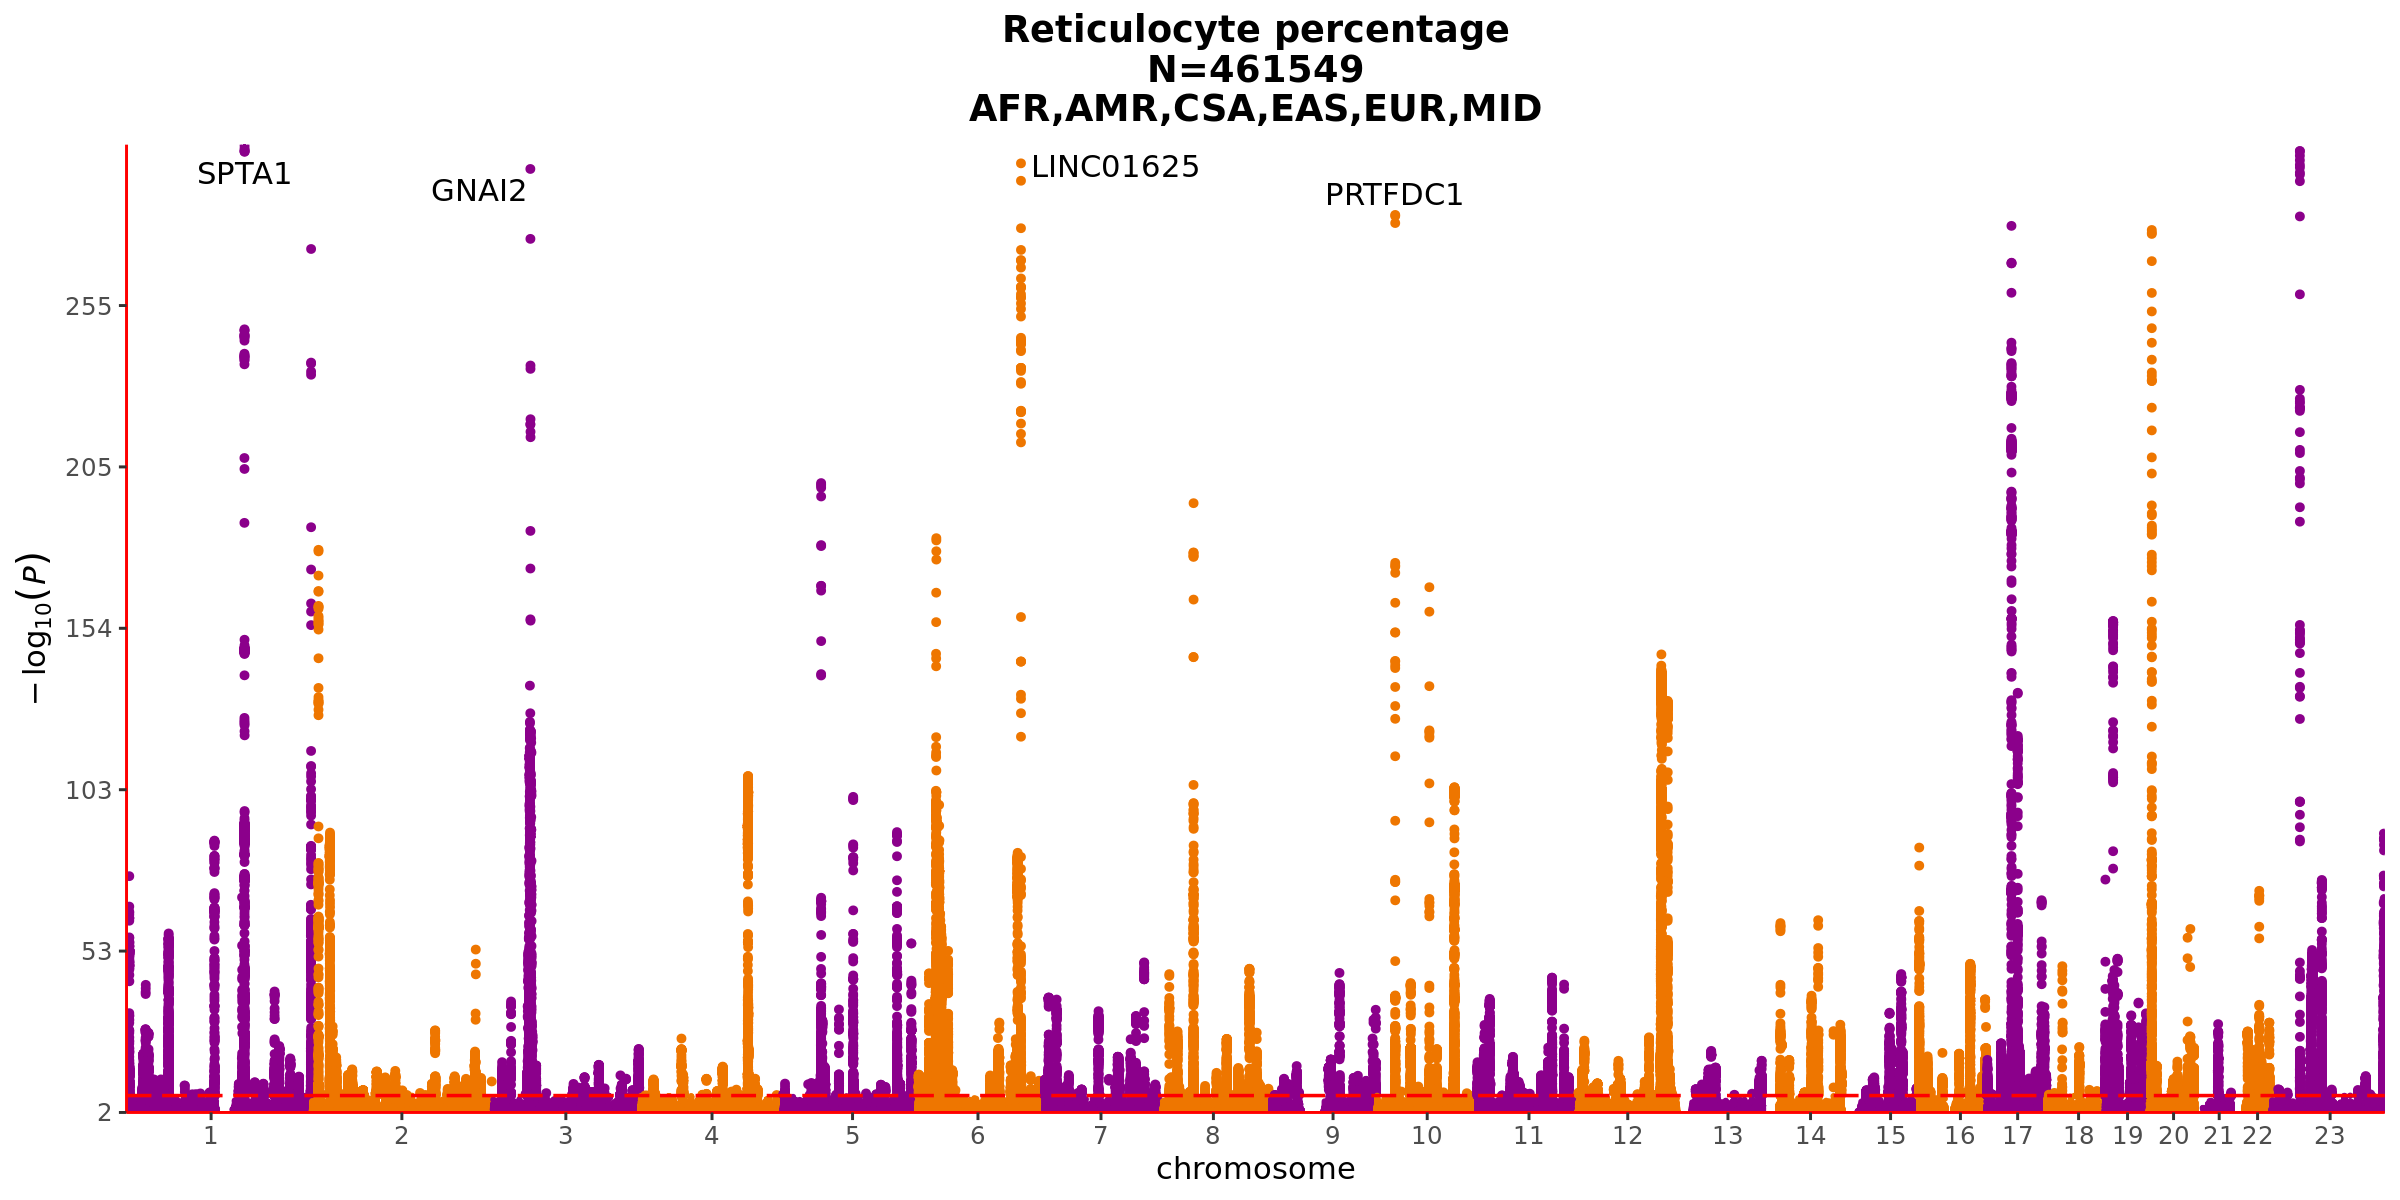 Reticulocyte percentage
N=461549
AFR,AMR,CSA,EAS,EUR,MID
SPTA1
GNAI2
LINC01625
PRTFDC1
255
205
154
103
53
2
−log10(P)
1 2 3 4 5 6 7 8 9 10 11 12 13 14 15 16 17 18 19 20 21 22 23
chromosome